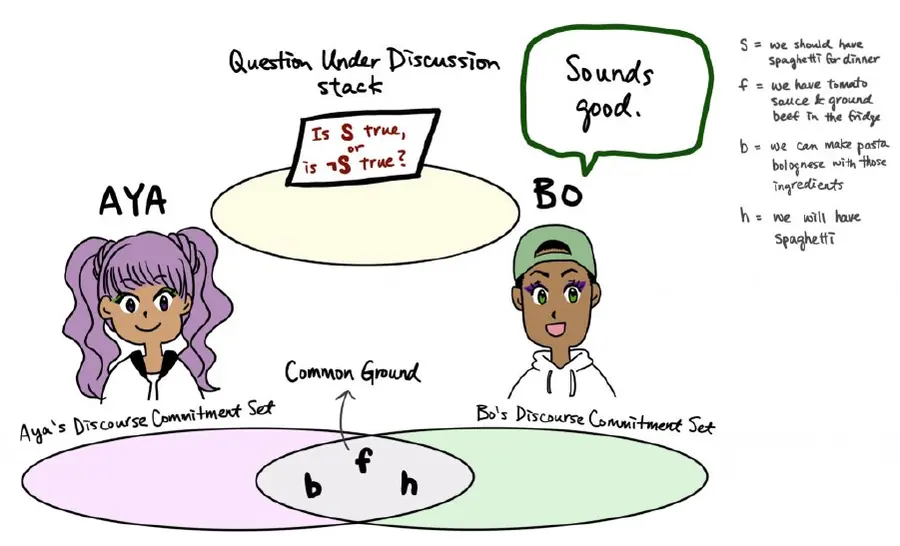 Question Under Discussion
stack
Is S true,
or
is ¬S true?
Sounds
good.
S = we should have
spaghetti for dinner
f = we have tomato
sauce & ground
beef in the fridge
b = we can make pasta
bolognese with those
ingredients
h = we will have
spaghetti
AYA
BO
Common Ground
Aya's Discourse Commitment Set
Bo's Discourse Commitment Set
f
b h